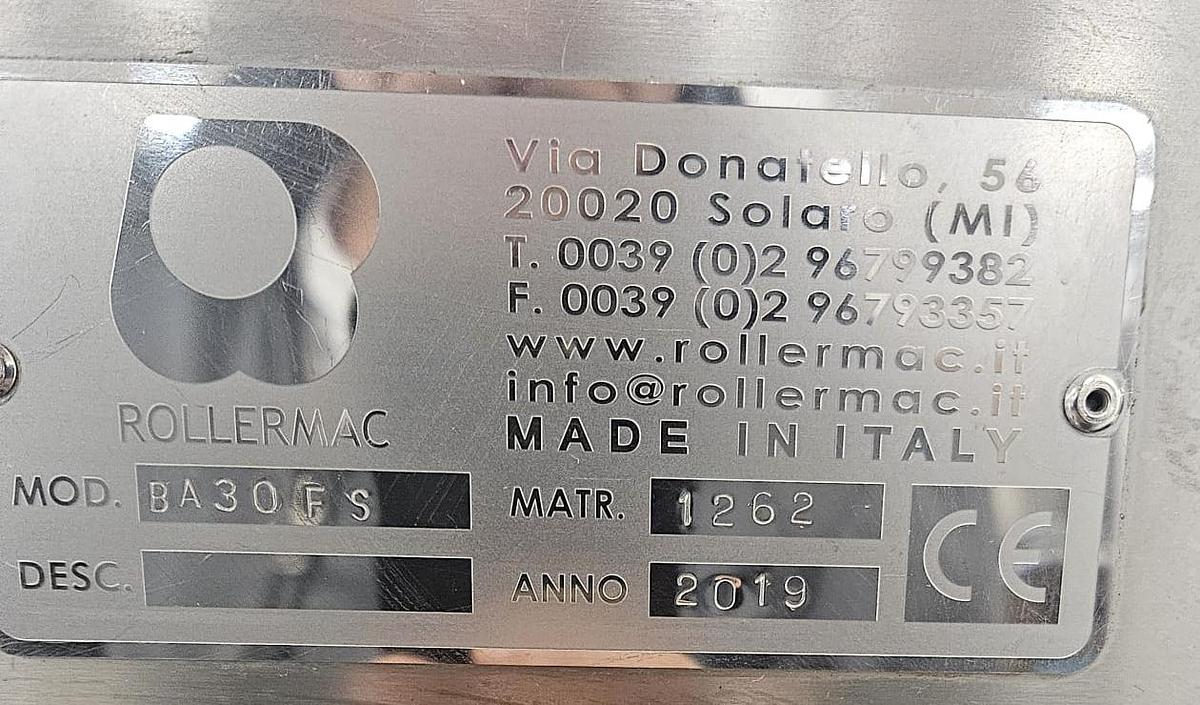 Via Donatello, 56
20020 Solaro (MI)
T. 0039 (0)2 96799382
F. 0039 (0)2 96793357
www.rollermac.it
info@rollermac.it
MADE IN ITALY
ROLLERMAC
MOD. BA30FS
MATR. 1262
DESC.
ANNO 2019
CE